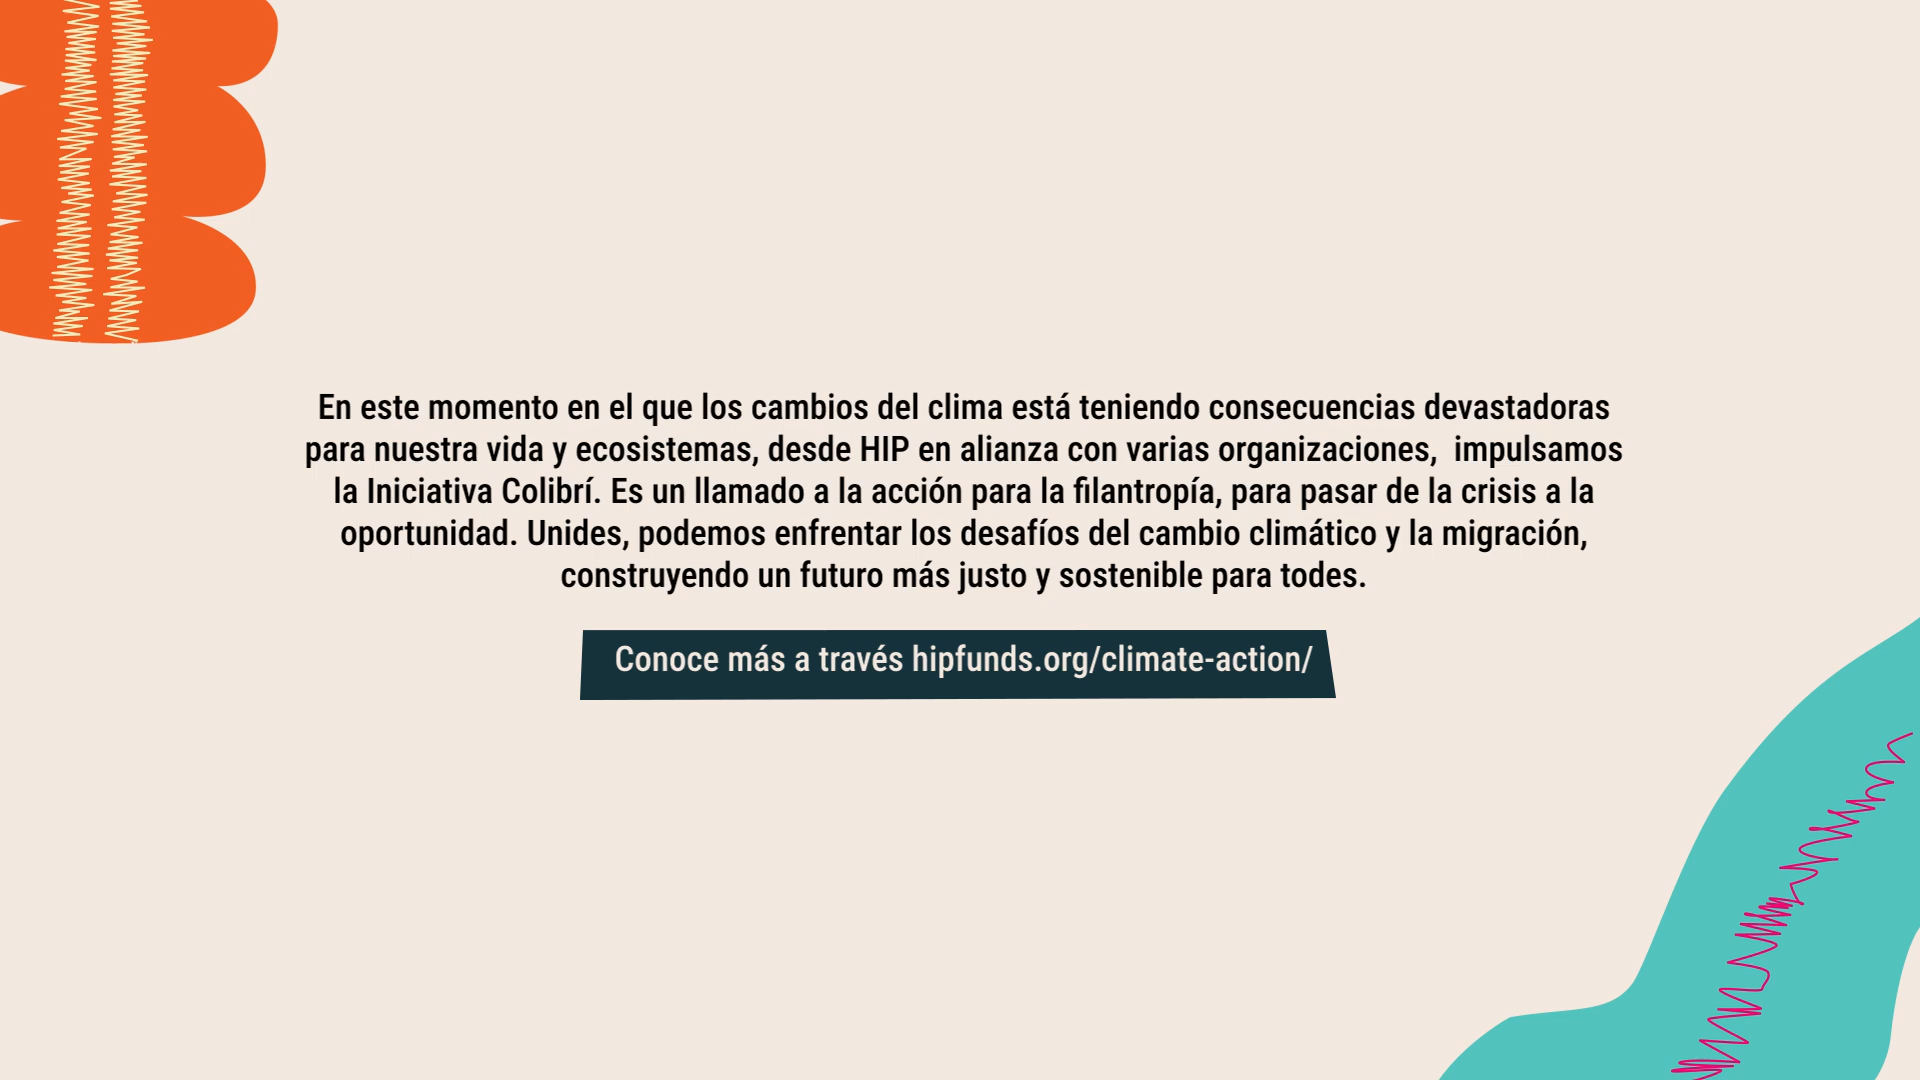 En este momento en el que los cambios del clima está teniendo consecuencias devastadoras
para nuestra vida y ecosistemas, desde HIP en alianza con varias organizaciones,  impulsamos
la Iniciativa Colibrí. Es un llamado a la acción para la filantropía, para pasar de la crisis a la
oportunidad. Unides, podemos enfrentar los desafíos del cambio climático y la migración,
construyendo un futuro más justo y sostenible para todes.
Conoce más a través hipfunds.org/climate-action/